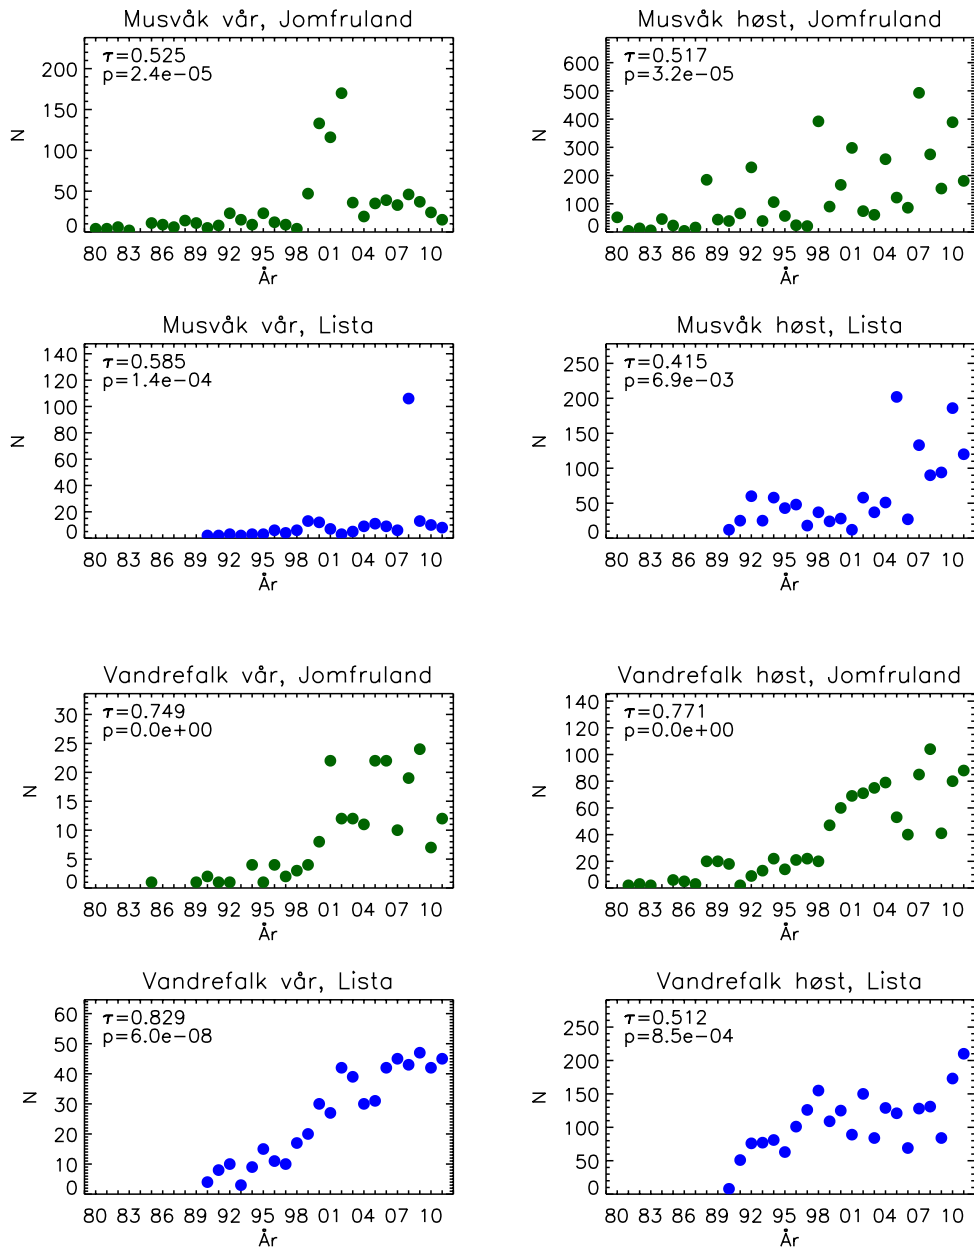 Musvåk vår, Jomfruland
τ=0.525
p=2.4e−05
200
150
100
50
0
N
80 83 86 89 92 95 98 01 04 07 10
År
Musvåk høst, Jomfruland
τ=0.517
p=3.2e−05
600
500
400
300
200
100
0
N
80 83 86 89 92 95 98 01 04 07 10
År
Musvåk vår, Lista
τ=0.585
p=1.4e−04
140
120
100
80
60
40
20
0
N
80 83 86 89 92 95 98 01 04 07 10
År
Musvåk høst, Lista
τ=0.415
p=6.9e−03
250
200
150
100
50
0
N
80 83 86 89 92 95 98 01 04 07 10
År
Vandrefalk vår, Jomfruland
τ=0.749
p=0.0e+00
30
25
20
15
10
5
0
N
80 83 86 89 92 95 98 01 04 07 10
År
Vandrefalk høst, Jomfruland
τ=0.771
p=0.0e+00
140
120
100
80
60
40
20
0
N
80 83 86 89 92 95 98 01 04 07 10
År
Vandrefalk vår, Lista
τ=0.829
p=6.0e−08
60
50
40
30
20
10
0
N
80 83 86 89 92 95 98 01 04 07 10
År
Vandrefalk høst, Lista
τ=0.512
p=8.5e−04
250
200
150
100
50
0
N
80 83 86 89 92 95 98 01 04 07 10
År